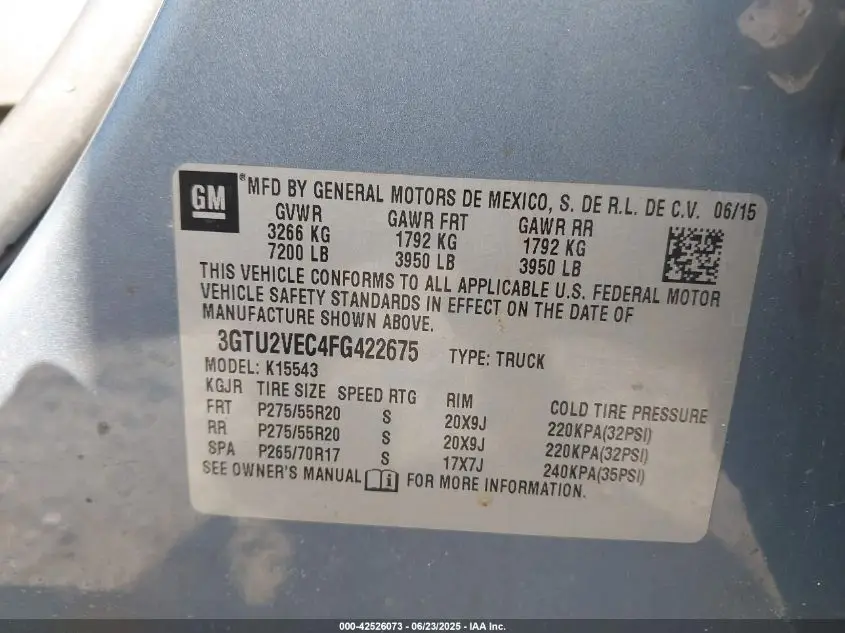 GM ® MFD BY GENERAL MOTORS DE MEXICO, S. DE R.L. DE C.V. 06/15
GVWR GAWR FRT GAWR RR
3266 KG 1792 KG 1792 KG
7200 LB 3950 LB 3950 LB
THIS VEHICLE CONFORMS TO ALL APPLICABLE U.S. FEDERAL MOTOR
VEHICLE SAFETY STANDARDS IN EFFECT ON THE DATE OF
MANUFACTURE SHOWN ABOVE.
3GTU2VEC4FG422675 TYPE: TRUCK
MODEL: K15543
KGJR TIRE SIZE SPEED RTG RIM COLD TIRE PRESSURE
FRT P275/55R20 S 20X9J 220KPA(32PSI)
RR P275/55R20 S 20X9J 220KPA(32PSI)
SPA P265/70R17 S 17X7J 240KPA(35PSI)
SEE OWNER'S MANUAL i FOR MORE INFORMATION.
000-42526073 - 06/23/2025 - IAA Inc.